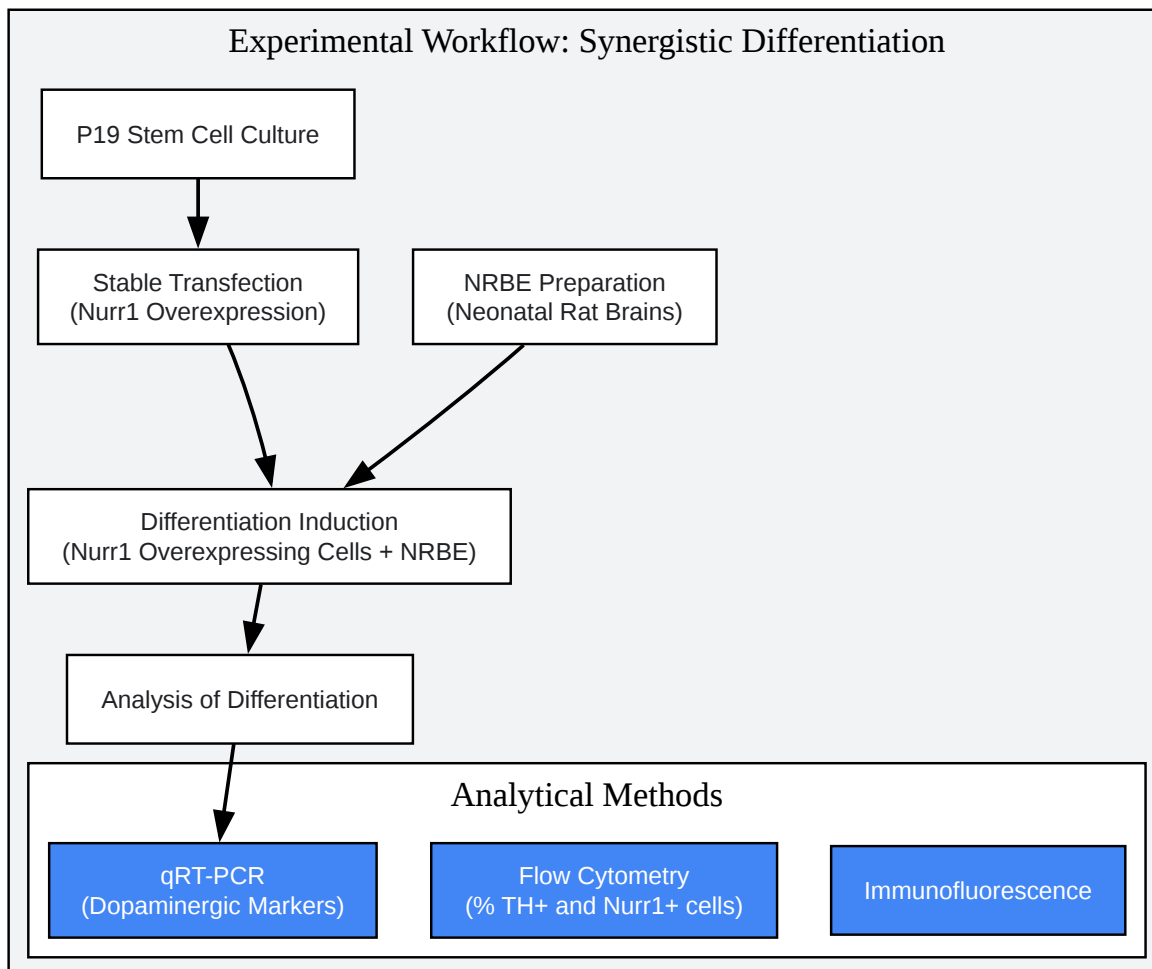 Experimental Workflow: Synergistic Differentiation
P19 Stem Cell Culture
Stable Transfection
(Nurr1 Overexpression)
NRBE Preparation
(Neonatal Rat Brains)
Differentiation Induction
(Nurr1 Overexpressing Cells + NRBE)
Analysis of Differentiation
Analytical Methods
qRT-PCR
(Dopaminergic Markers)
Flow Cytometry
(% TH+ and Nurr1+ cells)
Immunofluorescence